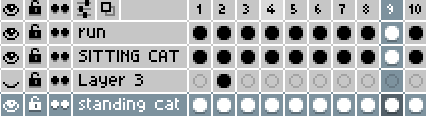 1 2 3 4 5 6 7 8 9 10
run
SITTING CAT
Layer 3
standing cat